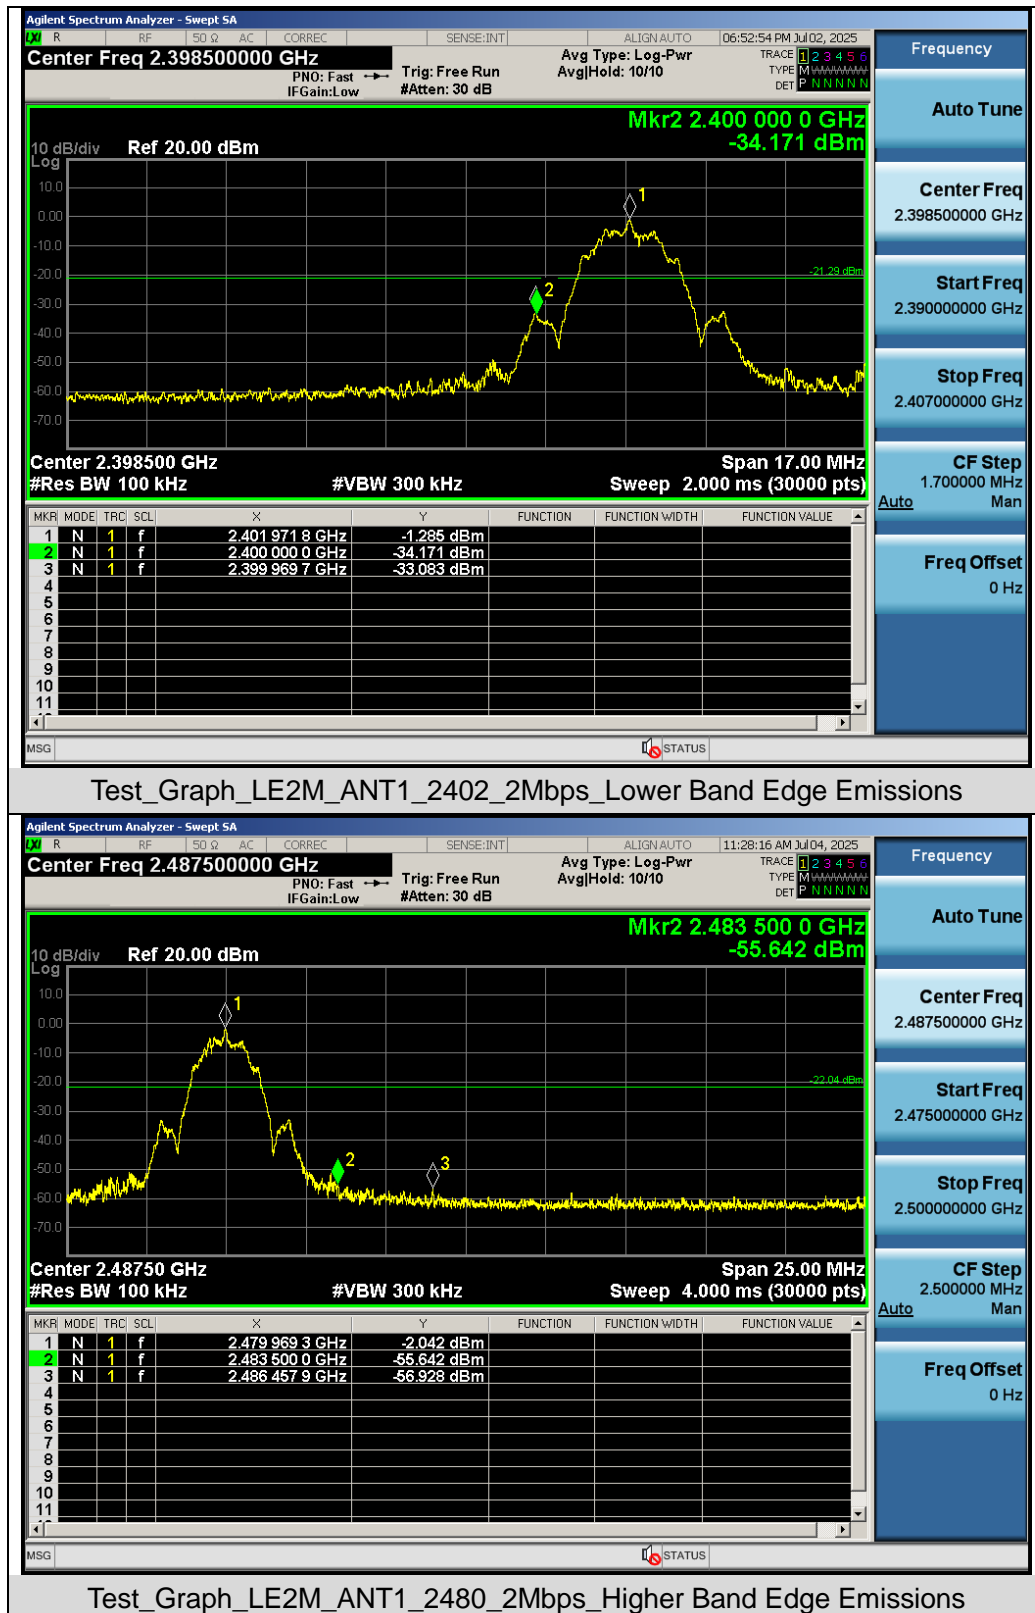 Agilent Spectrum Analyzer - Swept SA
LXI R RF 50 Ω AC CORREC SENSE:INT ALIGN AUTO 06:52:54 PM Jul 02, 2025
Center Freq 2.398500000 GHz
PNO: Fast
IFGain:Low
Trig: Free Run
#Atten: 30 dB
Avg Type: Log-Pwr
Avg|Hold: 10/10
TRACE 1 2 3 4 5 6
TYPE M
DET P N N N N N
Mkr2 2.400 000 0 GHz
-34.171 dBm
10 dB/div Ref 20.00 dBm
Log
10.0
1
0.00
-10.0
-20.0
-21.29 dBm
2
-30.0
-40.0
-50.0
-60.0
-70.0
Center 2.398500 GHz Span 17.00 MHz
#Res BW 100 kHz #VBW 300 kHz Sweep 2.000 ms (30000 pts)
MKR MODE TRC SCL X Y FUNCTION FUNCTION WIDTH FUNCTION VALUE
1 N 1 f 2.401 971 8 GHz -1.285 dBm
2 N 1 f 2.400 000 0 GHz -34.171 dBm
3 N 1 f 2.399 969 7 GHz -33.083 dBm
4
5
6
7
8
9
10
11
MSG STATUS
Frequency
Auto Tune
Center Freq
2.398500000 GHz
Start Freq
2.390000000 GHz
Stop Freq
2.407000000 GHz
CF Step
1.700000 MHz
Auto Man
Freq Offset
0 Hz
Test_Graph_LE2M_ANT1_2402_2Mbps_Lower Band Edge Emissions
Agilent Spectrum Analyzer - Swept SA
LXI R RF 50 Ω AC CORREC SENSE:INT ALIGN AUTO 11:28:16 AM Jul 04, 2025
Center Freq 2.487500000 GHz
PNO: Fast
IFGain:Low
Trig: Free Run
#Atten: 30 dB
Avg Type: Log-Pwr
Avg|Hold: 10/10
TRACE 1 2 3 4 5 6
TYPE M
DET P N N N N N
Mkr2 2.483 500 0 GHz
-55.642 dBm
10 dB/div Ref 20.00 dBm
Log
10.0
1
0.00
-10.0
-20.0
-22.04 dBm
-30.0
-40.0
2
3
-50.0
-60.0
-70.0
Center 2.48750 GHz Span 25.00 MHz
#Res BW 100 kHz #VBW 300 kHz Sweep 4.000 ms (30000 pts)
MKR MODE TRC SCL X Y FUNCTION FUNCTION WIDTH FUNCTION VALUE
1 N 1 f 2.479 969 3 GHz -2.042 dBm
2 N 1 f 2.483 500 0 GHz -55.642 dBm
3 N 1 f 2.486 457 9 GHz -56.928 dBm
4
5
6
7
8
9
10
11
MSG STATUS
Frequency
Auto Tune
Center Freq
2.487500000 GHz
Start Freq
2.475000000 GHz
Stop Freq
2.500000000 GHz
CF Step
2.500000 MHz
Auto Man
Freq Offset
0 Hz
Test_Graph_LE2M_ANT1_2480_2Mbps_Higher Band Edge Emissions